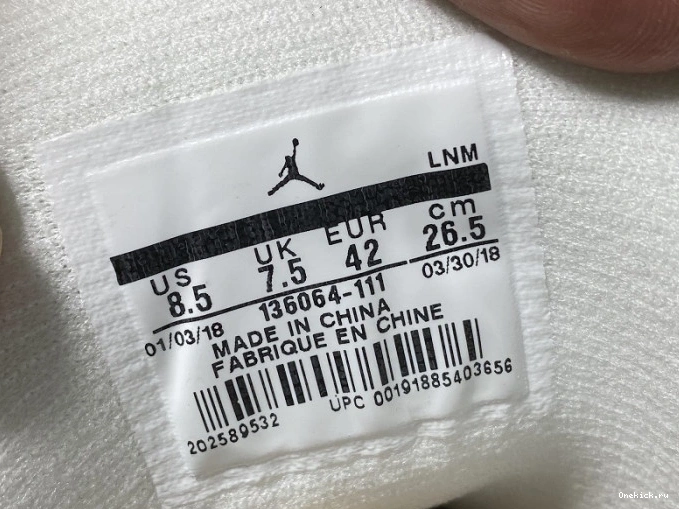 LNM
US UK EUR cm
8.5 7.5 42 26.5
01/03/18 136064-111 03/30/18
MADE IN CHINA
FABRIQUE EN CHINE
202589532 UPC 00191885403656
Onekick.ru